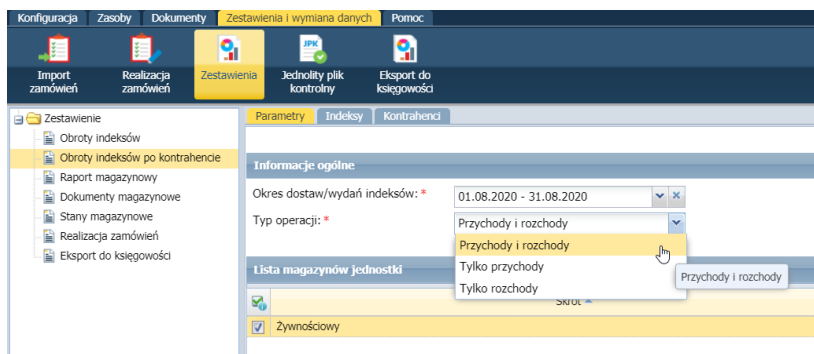 Konfiguracja Zasoby Dokumenty Zestawienia i wymiana danych Pomoc
Import zamówień
Realizacja zamówień
Zestawienia
JPK
Jednolity plik kontrolny
Eksport do księgowości
Zestawienie
Obroty indeksów
Obroty indeksów po kontrahencie
Raport magazynowy
Dokumenty magazynowe
Stany magazynowe
Realizacja zamówień
Eksport do księgowości
Parametry Indeksy Kontrahenci
Informacje ogólne
Okres dostaw/wydań indeksów: * 01.08.2020 - 31.08.2020
Typ operacji: * Przychody i rozchody
Przychody i rozchody
Tylko przychody
Tylko rozchody
Przychody i rozchody
Lista magazynów jednostki
Skrót
Żywnościowy